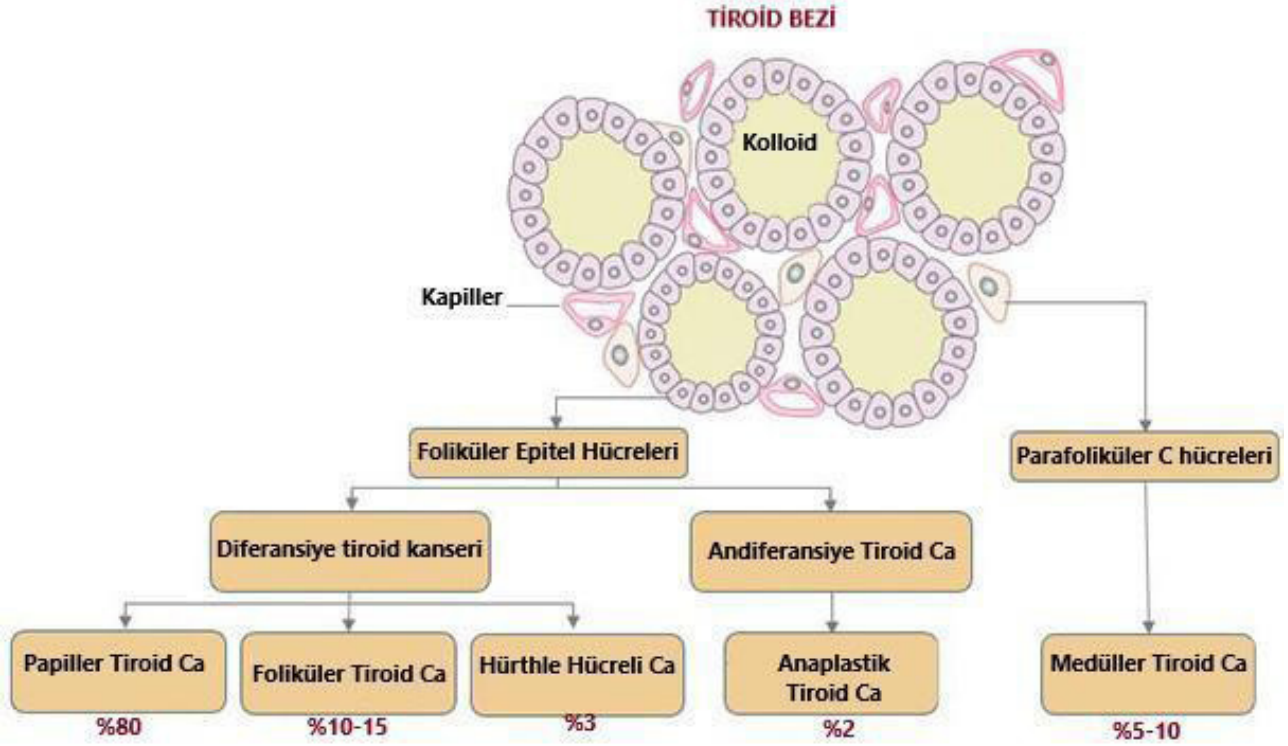 TİROİD BEZİ
Kolloid
Kapiller
Foliküler Epitel Hücreleri
Parafoliküler C hücreleri
Diferansiye tiroid kanseri
Andiferansiye Tiroid Ca
Papiller Tiroid Ca
Foliküler Tiroid Ca
Hürthle Hücreli Ca
Anaplastik
Tiroid Ca
Medüller Tiroid Ca
%80
%10-15
%3
%2
%5-10